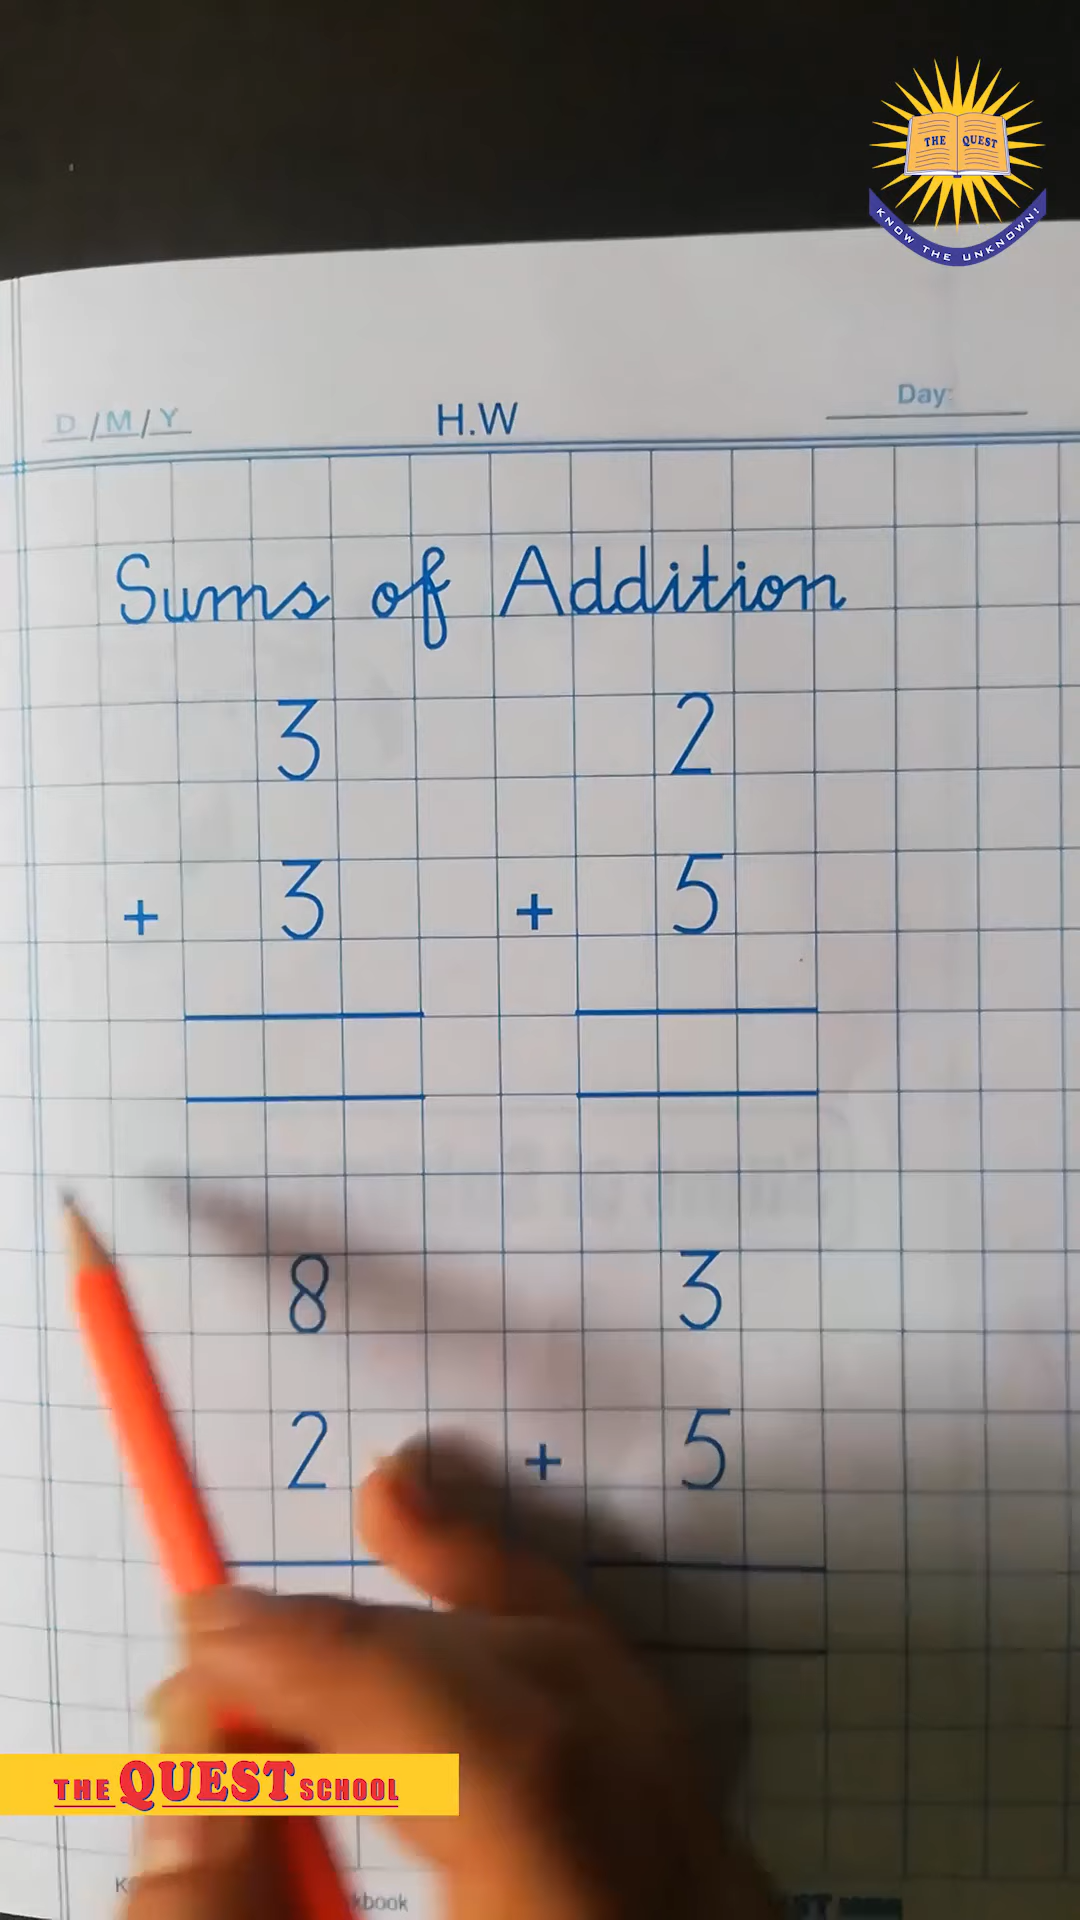 THE QUEST
KNOW THE UNKNOWN!
D/M/Y H.W Day:
Sums of Addition
3 2
+ 3 + 5
8 3
2 + 5
THE QUEST SCHOOL